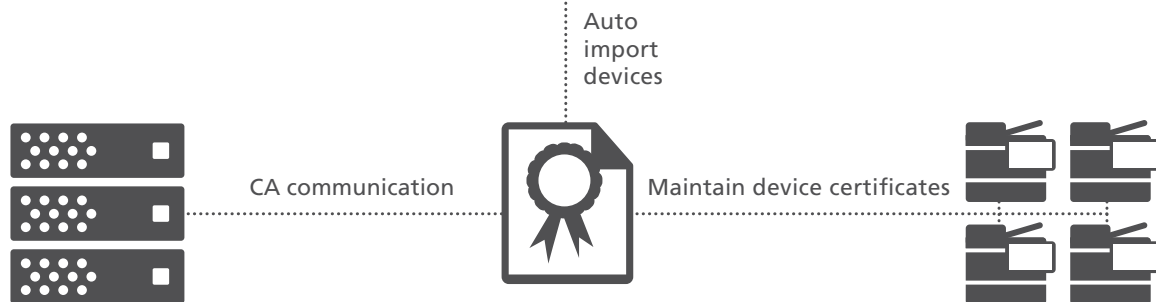 Auto
import
devices
CA communication
Maintain device certificates